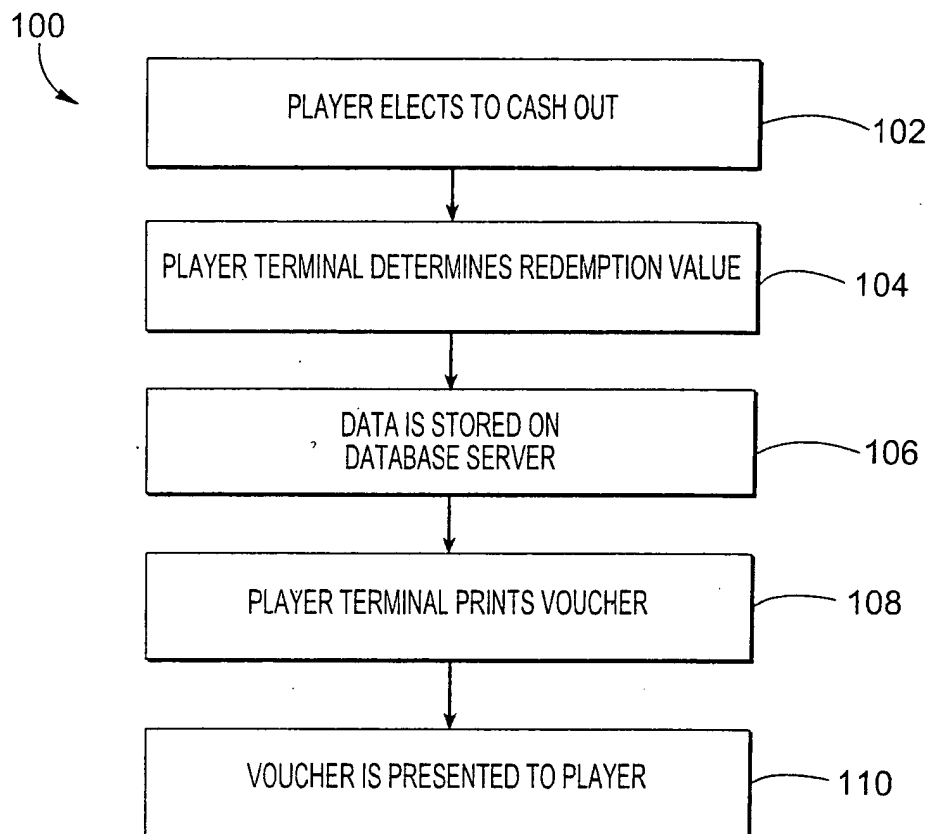 100
PLAYER ELECTS TO CASH OUT
102
PLAYER TERMINAL DETERMINES REDEMPTION VALUE
104
DATA IS STORED ON
DATABASE SERVER
106
PLAYER TERMINAL PRINTS VOUCHER
108
VOUCHER IS PRESENTED TO PLAYER
110